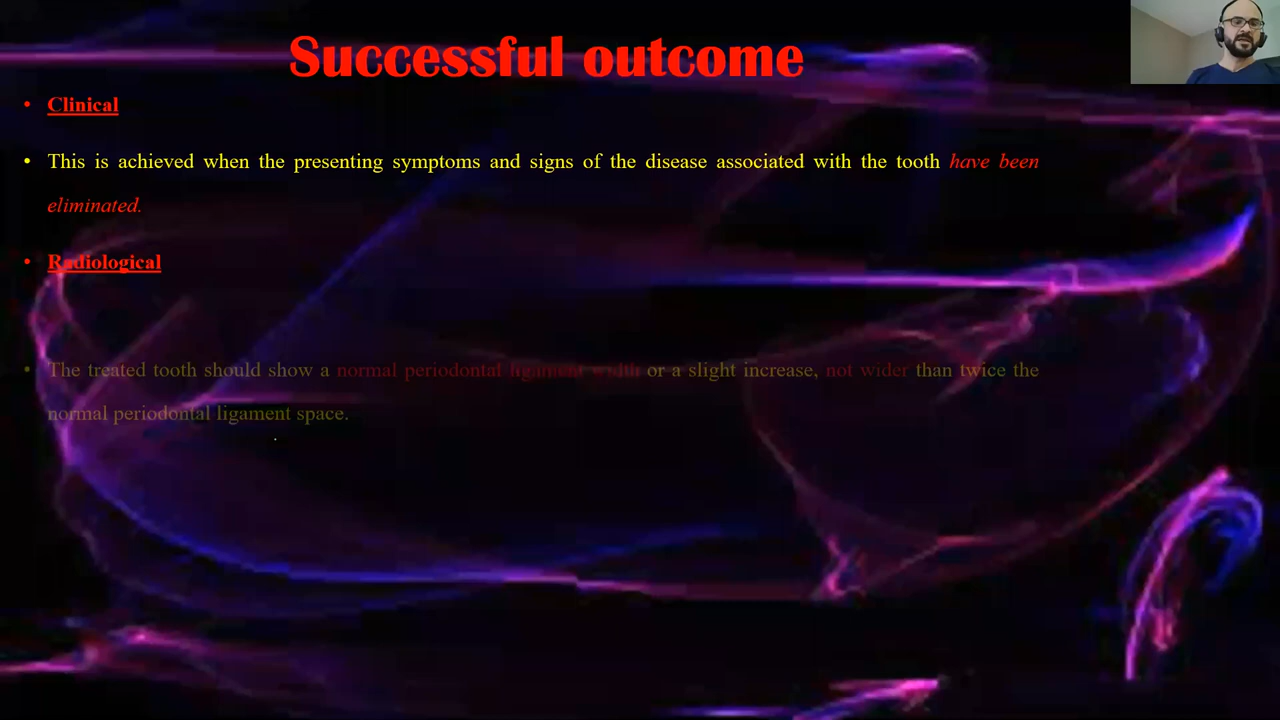 Successful outcome
• Clinical
• This is achieved when the presenting symptoms and signs of the disease associated with the tooth have been
eliminated.
• Radiological
• The treated tooth should show a normal periodontal ligament width or a slight increase, not wider than twice the
normal periodontal ligament space.